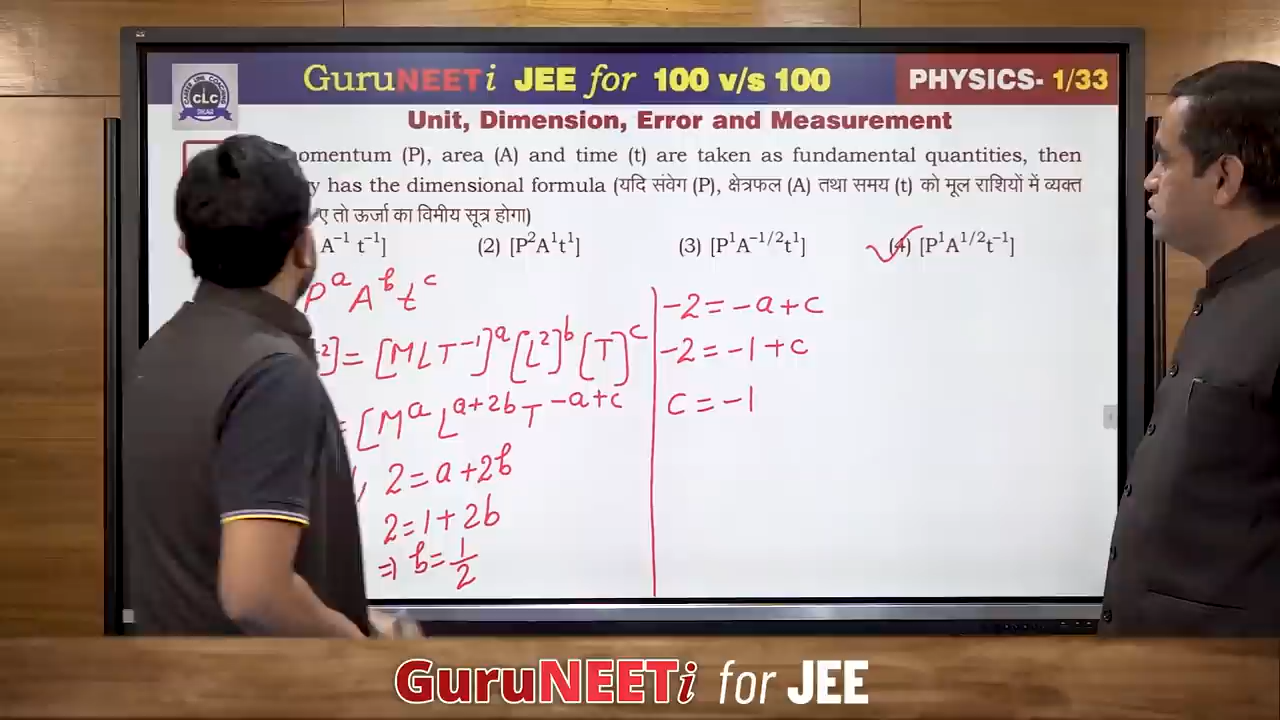 GuruNEETi JEE for 100 v/s 100
PHYSICS- 1/33
CLC
Unit, Dimension, Error and Measurement
momentum (P), area (A) and time (t) are taken as fundamental quantities, then
has the dimensional formula (यदि संवेग (P), क्षेत्रफल (A) तथा समय (t) को मूल राशियों में व्यक्त
तो ऊर्जा का विमीय सूत्र होगा)
A⁻¹ t⁻¹]
(2) [P²A¹t¹]
(3) [P¹A⁻¹/²t¹]
(4) [P¹A¹/²t⁻¹]
PᵃAᵇtᶜ
⁻²] = [MLT⁻¹]ᵃ [L²]ᵇ [T]ᶜ
= [Mᵃ Lᵃ⁺²ᵇ T⁻ᵃ⁺ᶜ
, 2 = a + 2b
2 = 1 + 2b
⇒ b = 1/2
-2 = -a + c
-2 = -1 + c
c = -1
GuruNEETi for JEE